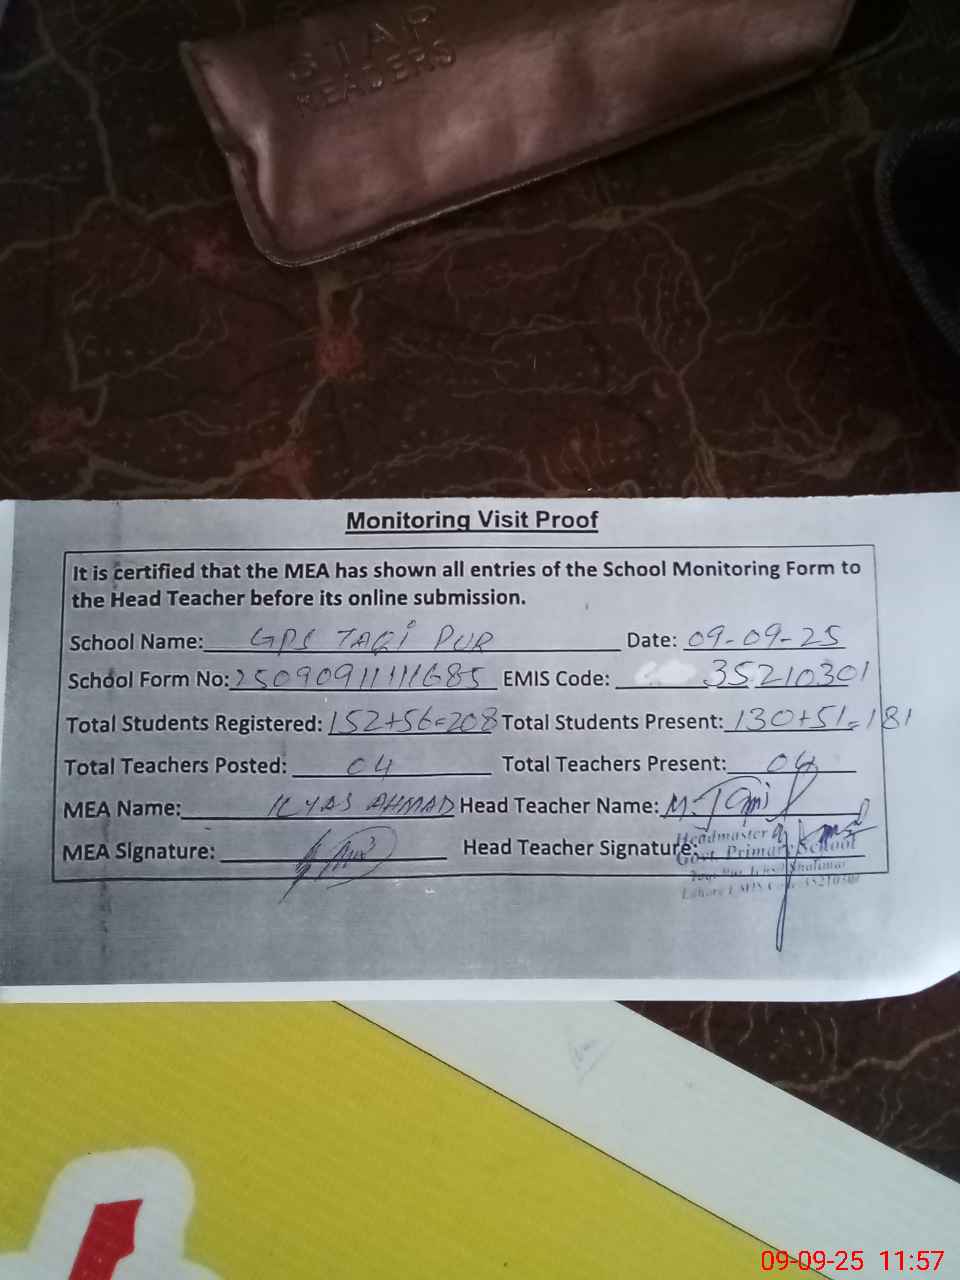 STAR
READERS
Monitoring Visit Proof
It is certified that the MEA has shown all entries of the School Monitoring Form to
the Head Teacher before its online submission.
School Name: GPS TAQI PUR Date: 09-09-25
School Form No: 25090911111685 EMIS Code: 35210301
Total Students Registered: 152+56=208 Total Students Present: 130+51=181
Total Teachers Posted: 04 Total Teachers Present: 04
MEA Name: ILYAS AHMAD Head Teacher Name: M.
MEA Signature: Head Teacher Signature:
Headmaster
Govt. Primary School
Shalimar
Lahore
09-09-25 11:57